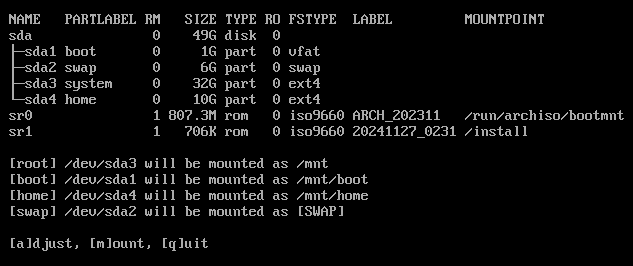 NAME   PARTLABEL RM   SIZE TYPE RO FSTYPE  LABEL         MOUNTPOINT
sda               0    49G disk  0
├─sda1 boot       0     1G part  0 vfat
├─sda2 swap       0     6G part  0 swap
├─sda3 system     0    32G part  0 ext4
└─sda4 home       0    10G part  0 ext4
sr0               1 807.3M rom   0 iso9660 ARCH_202311   /run/archiso/bootmnt
sr1               1   706K rom   0 iso9660 20241127_0231 /install
[root] /dev/sda3 will be mounted as /mnt
[boot] /dev/sda1 will be mounted as /mnt/boot
[home] /dev/sda4 will be mounted as /mnt/home
[swap] /dev/sda2 will be mounted as [SWAP]
[a]djust, [m]ount, [q]uit